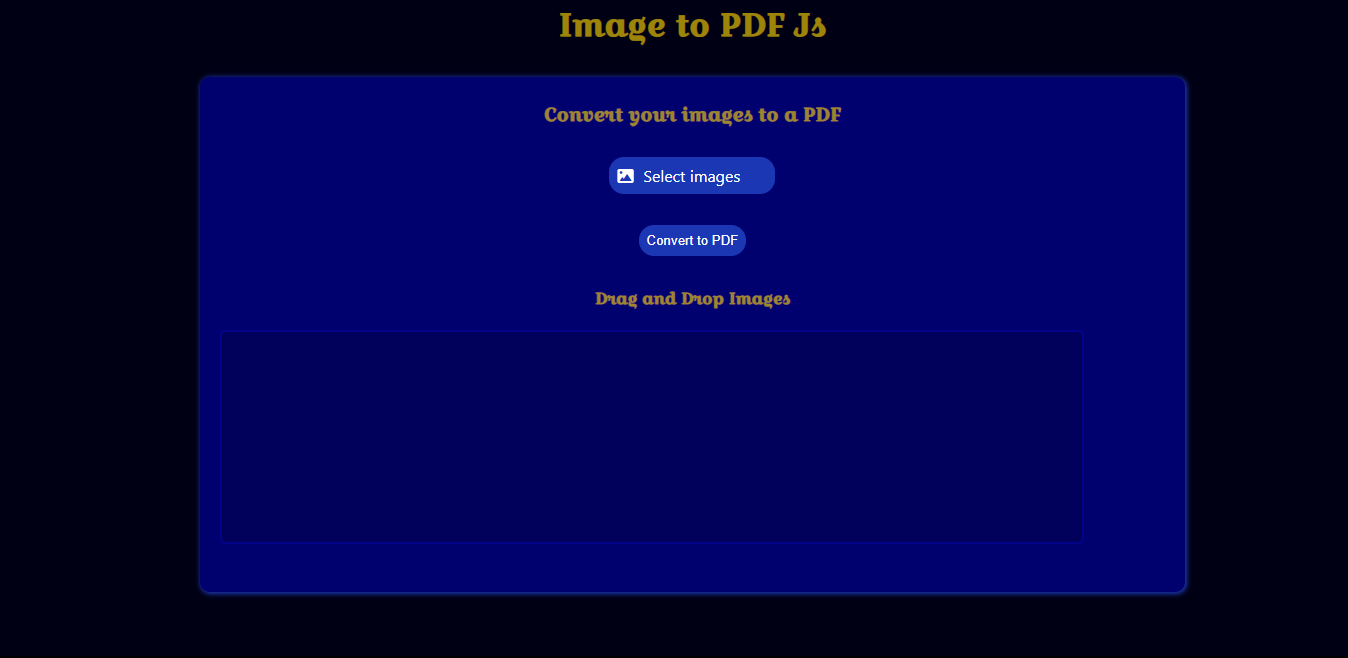 Image to PDF Js
Convert your images to a PDF
Select images
Convert to PDF
Drag and Drop Images